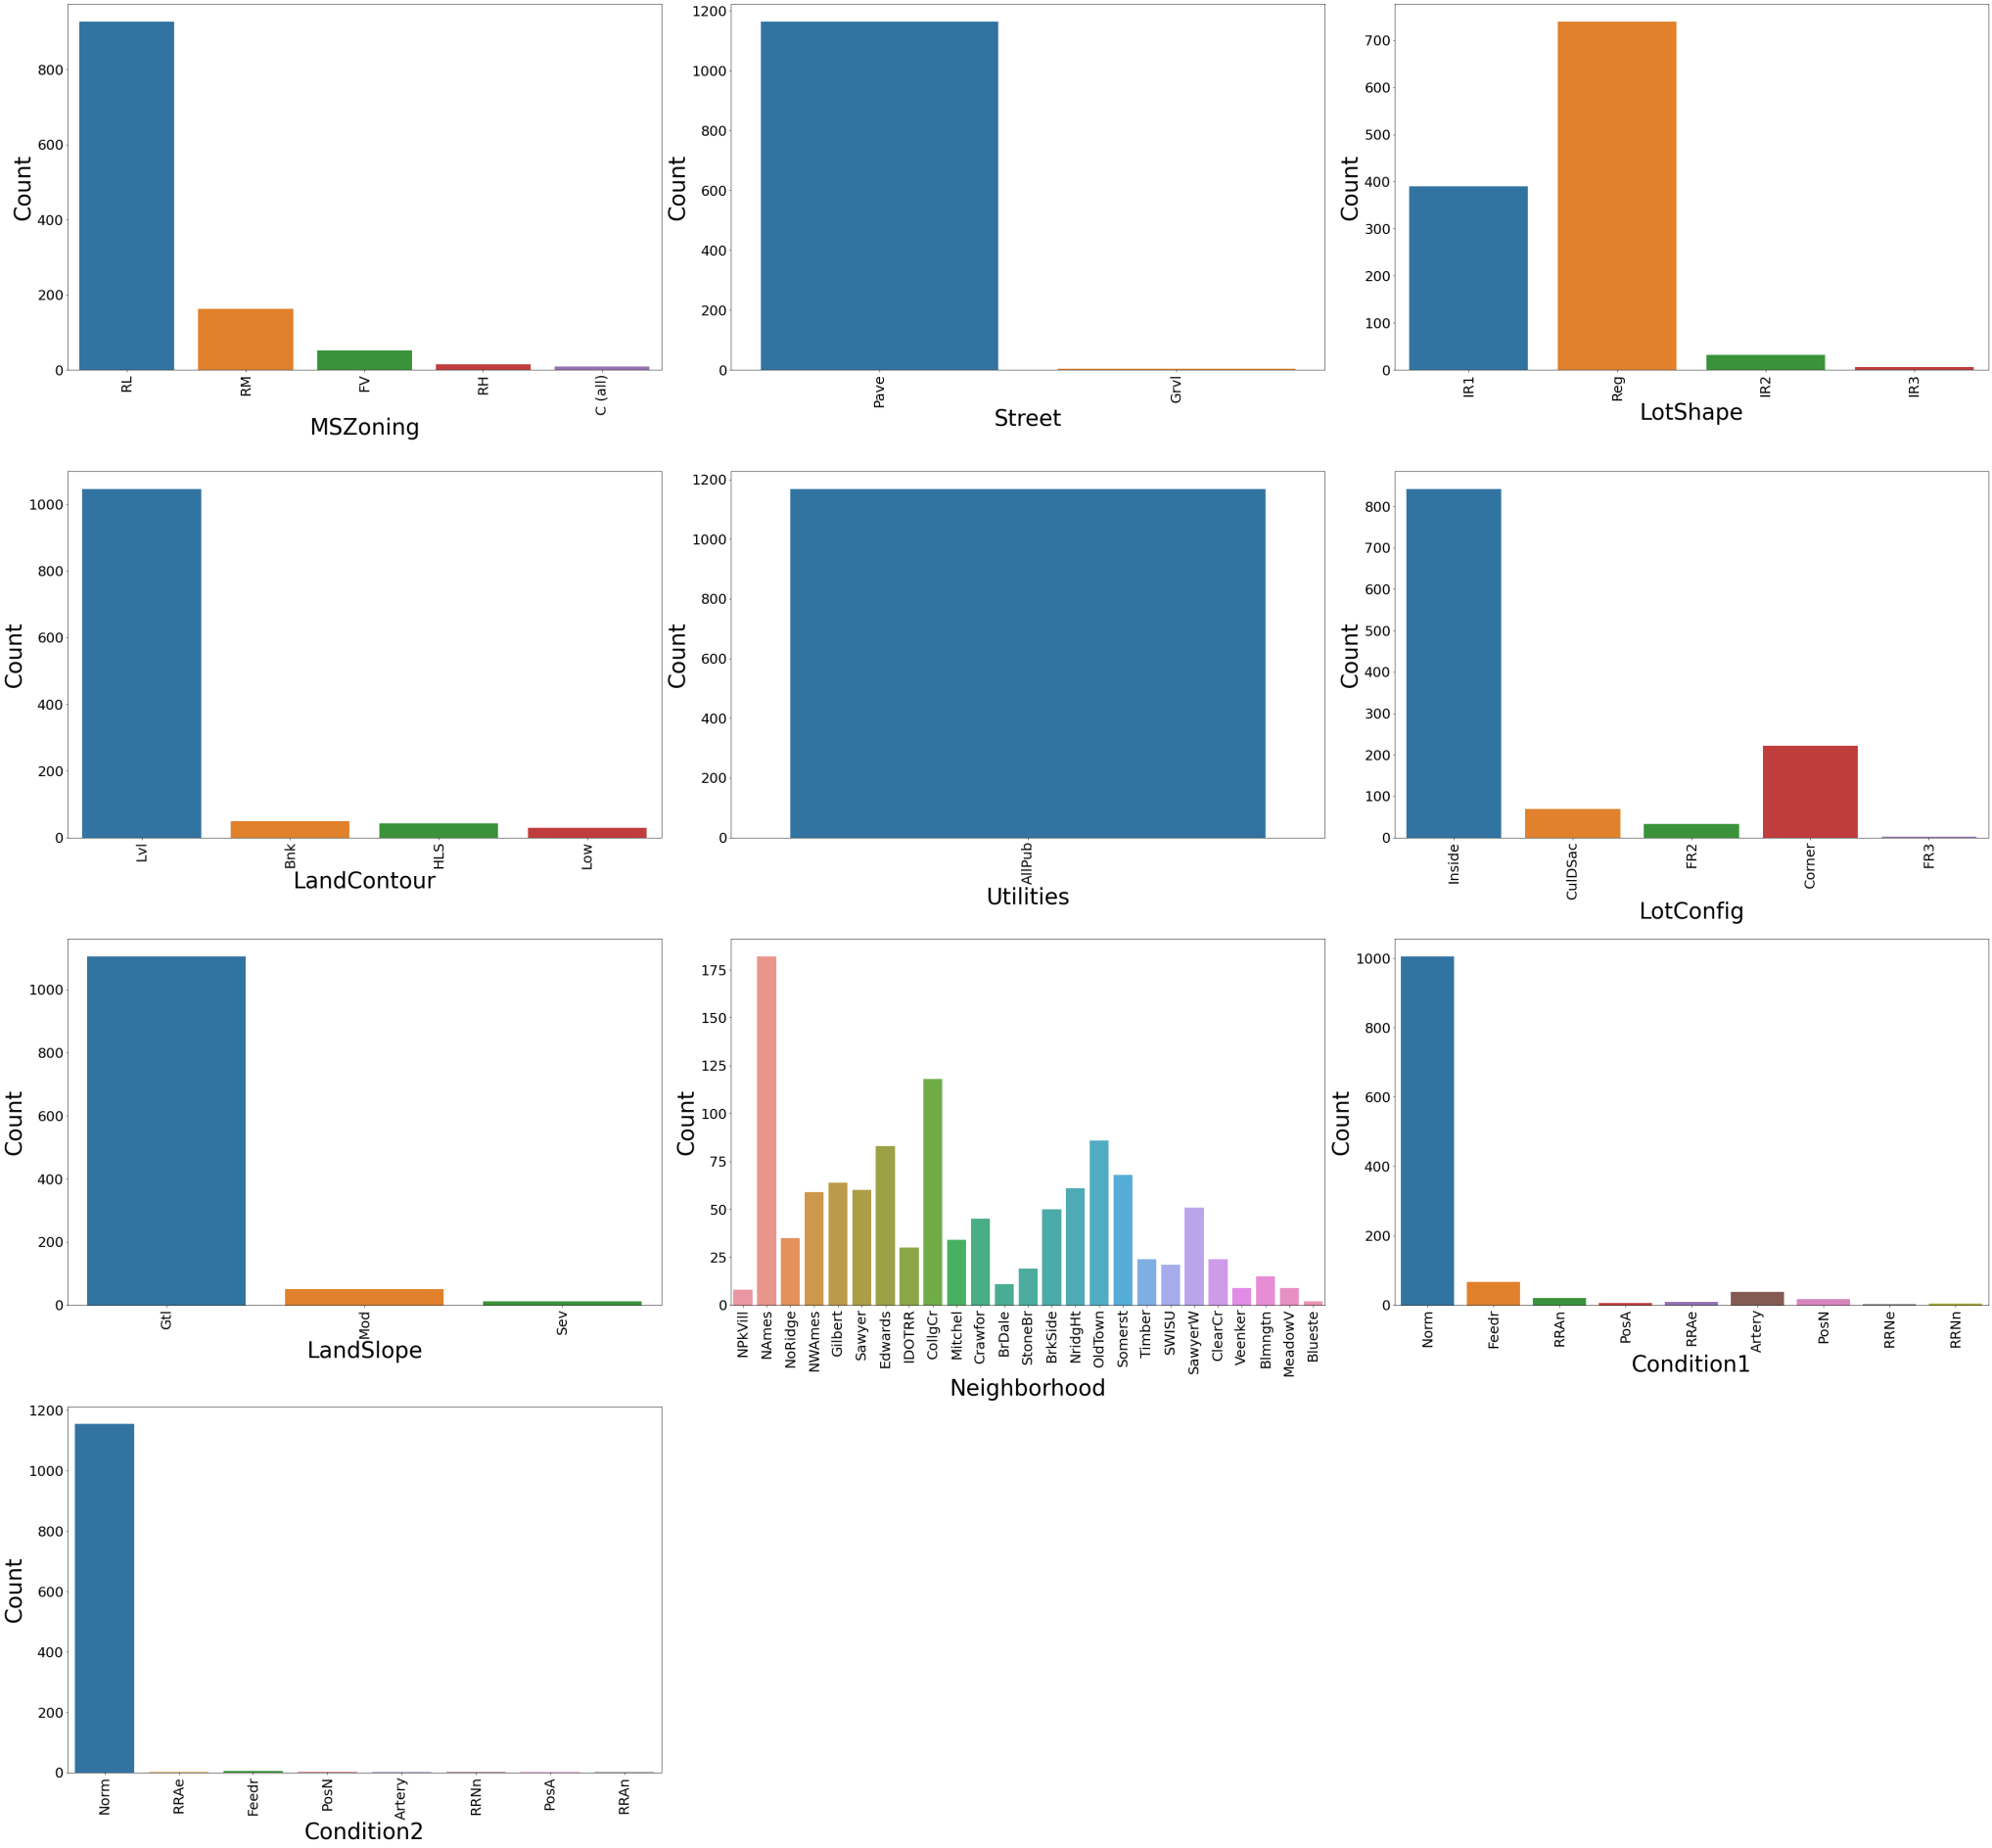 Count
800
600
400
200
0
RL RM FV RH C (all)
MSZoning
Count
1200
1000
800
600
400
200
0
Pave Grvl
Street
Count
700
600
500
400
300
200
100
0
IR1 Reg IR2 IR3
LotShape
Count
1000
800
600
400
200
0
Lvl Bnk HLS Low
LandContour
Count
1200
1000
800
600
400
200
0
AllPub
Utilities
Count
800
700
600
500
400
300
200
100
0
Inside CulDSac FR2 Corner FR3
LotConfig
Count
1000
800
600
400
200
0
Gtl Mod Sev
LandSlope
Count
175
150
125
100
75
50
25
0
NPkVill NAmes NoRidge NWAmes Gilbert Sawyer Edwards IDOTRR CollgCr Mitchel Crawfor BrDale StoneBr BrkSide NridgHt OldTown Somerst Timber SWISU SawyerW ClearCr Veenker Blmngtn MeadowV Blueste
Neighborhood
Count
1000
800
600
400
200
0
Norm Feedr RRAn PosA RRAe Artery PosN RRNe RRNn
Condition1
Count
1200
1000
800
600
400
200
0
Norm RRAe Feedr PosN Artery RRNn PosA RRAn
Condition2